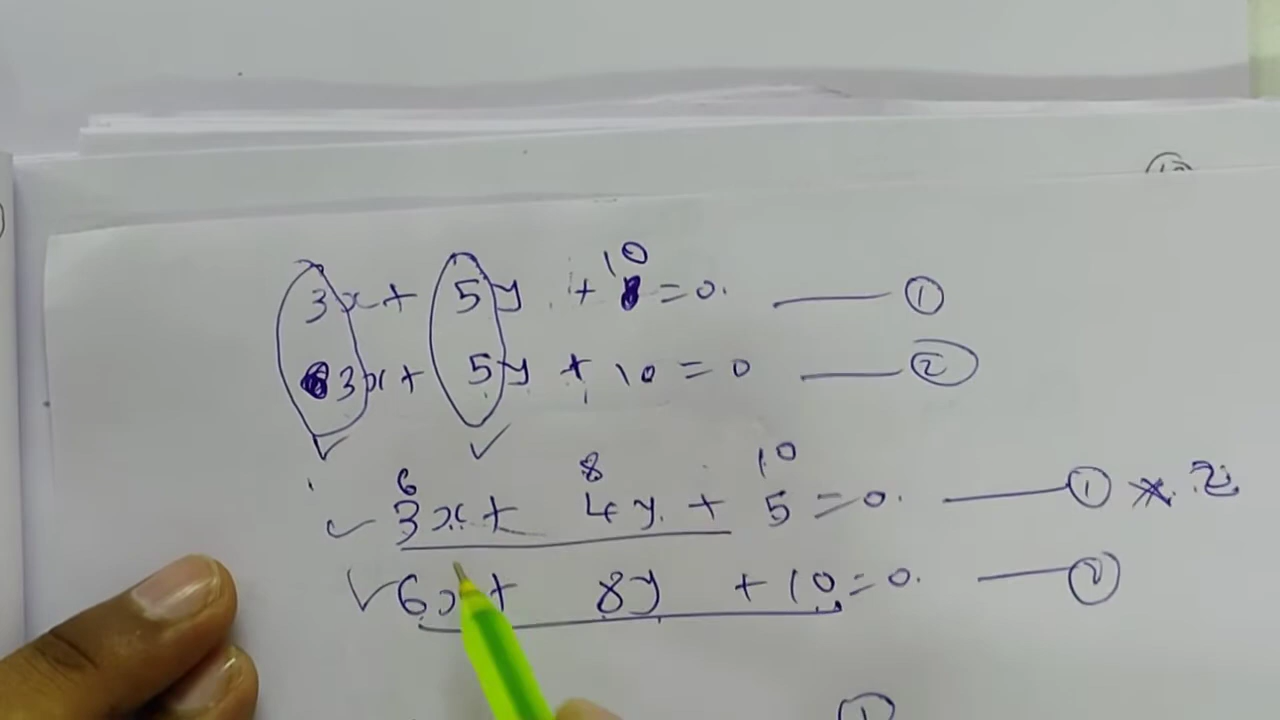 10
3x + 5y + 8 = 0. ① 
3x + 5y + 10 = 0 ②
6 8 10
3x + 4y + 5 = 0. ① × 2
6x + 8y + 10 = 0. ②
①